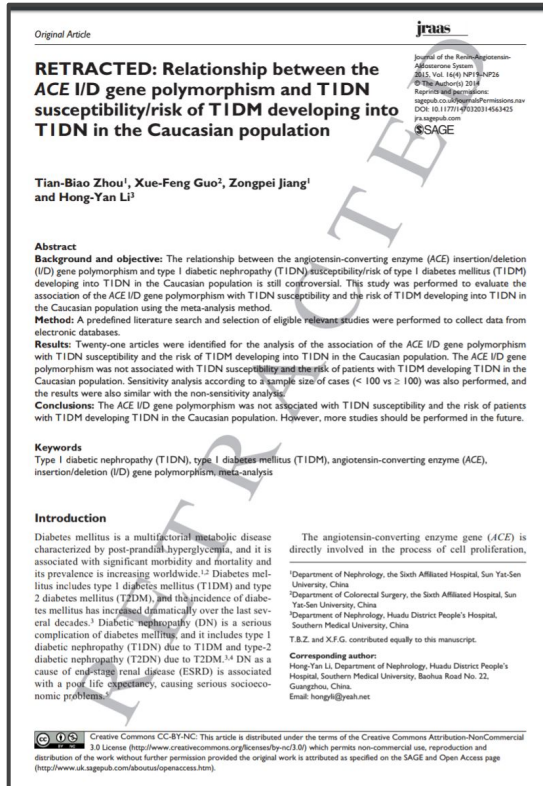 Original Article
jraas
Journal of the Renin-Angiotensin-
Aldosterone System
2015, Vol. 16(4) NP19–NP26
© The Author(s) 2014
Reprints and permissions:
sagepub.co.uk/journalsPermissions.nav
DOI: 10.1177/1470320314563425
jra.sagepub.com
SAGE
RETRACTED: Relationship between the
ACE I/D gene polymorphism and T1DN
susceptibility/risk of T1DM developing into
T1DN in the Caucasian population
Tian-Biao Zhou¹, Xue-Feng Guo², Zongpei Jiang¹
and Hong-Yan Li³
Abstract
Background and objective: The relationship between the angiotensin-converting enzyme (ACE) insertion/deletion
(I/D) gene polymorphism and type 1 diabetic nephropathy (T1DN) susceptibility/risk of type 1 diabetes mellitus (T1DM)
developing into T1DN in the Caucasian population is still controversial. This study was performed to evaluate the
association of the ACE I/D gene polymorphism with T1DN susceptibility and the risk of T1DM developing into T1DN in
the Caucasian population using the meta-analysis method.
Method: A predefined literature search and selection of eligible relevant studies were performed to collect data from
electronic databases.
Results: Twenty-one articles were identified for the analysis of the association of the ACE I/D gene polymorphism
with T1DN susceptibility and the risk of T1DM developing into T1DN in the Caucasian population. The ACE I/D gene
polymorphism was not associated with T1DN susceptibility and the risk of patients with T1DM developing T1DN in the
Caucasian population. Sensitivity analysis according to a sample size of cases (< 100 vs ≥ 100) was also performed, and
the results were also similar with the non-sensitivity analysis.
Conclusions: The ACE I/D gene polymorphism was not associated with T1DN susceptibility and the risk of patients
with T1DM developing T1DN in the Caucasian population. However, more studies should be performed in the future.
Keywords
Type 1 diabetic nephropathy (T1DN), type 1 diabetes mellitus (T1DM), angiotensin-converting enzyme (ACE),
insertion/deletion (I/D) gene polymorphism, meta-analysis
Introduction
Diabetes mellitus is a multifactorial metabolic disease
characterized by post-prandial hyperglycemia, and it is
associated with significant morbidity and mortality and
its prevalence is increasing worldwide.¹,² Diabetes mel-
litus includes type 1 diabetes mellitus (T1DM) and type
2 diabetes mellitus (T2DM), and the incidence of diabe-
tes mellitus has increased dramatically over the last sev-
eral decades.³ Diabetic nephropathy (DN) is a serious
complication of diabetes mellitus, and it includes type 1
diabetic nephropathy (T1DN) due to T1DM and type-2
diabetic nephropathy (T2DN) due to T2DM.³,⁴ DN as a
cause of end-stage renal disease (ESRD) is associated
with a poor life expectancy, causing serious socioeco-
nomic problems.
The angiotensin-converting enzyme gene (ACE) is
directly involved in the process of cell proliferation,
¹Department of Nephrology, the Sixth Affiliated Hospital, Sun Yat-Sen
University, China
²Department of Colorectal Surgery, the Sixth Affiliated Hospital, Sun
Yat-Sen University, China
³Department of Nephrology, Huadu District People's Hospital,
Southern Medical University, China
T.B.Z. and X.F.G. contributed equally to this manuscript.
Corresponding author:
Hong-Yan Li, Department of Nephrology, Huadu District People's
Hospital, Southern Medical University, Baohua Road No. 22,
Guangzhou, China.
Email: hongyli@yeah.net
RETRACTED
cc BY NC
Creative Commons CC-BY-NC: This article is distributed under the terms of the Creative Commons Attribution-NonCommercial
3.0 License (http://www.creativecommons.org/licenses/by-nc/3.0/) which permits non-commercial use, reproduction and
distribution of the work without further permission provided the original work is attributed as specified on the SAGE and Open Access page
(http://www.uk.sagepub.com/aboutus/openaccess.htm).